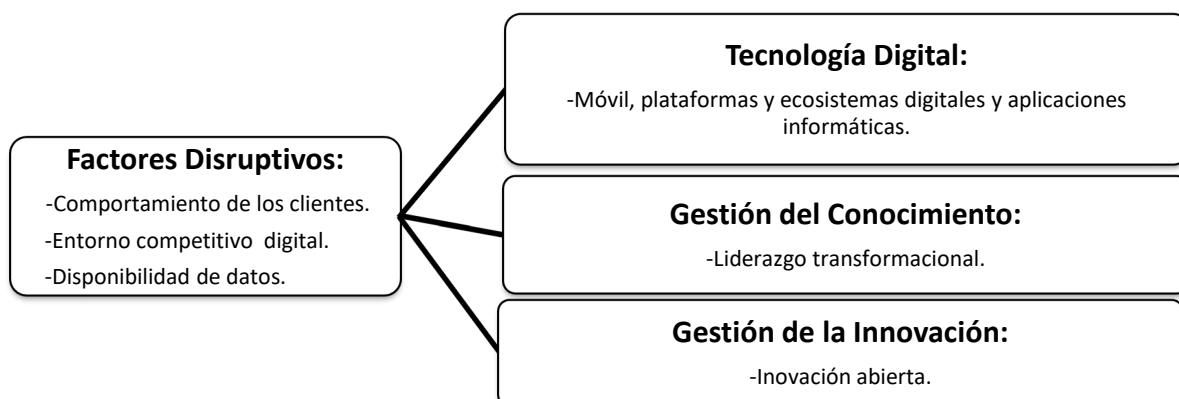 Factores Disruptivos:
-Comportamiento de los clientes.
-Entorno competitivo digital.
-Disponibilidad de datos.
Tecnología Digital:
-Móvil, plataformas y ecosistemas digitales y aplicaciones
informáticas.
Gestión del Conocimiento:
-Liderazgo transformacional.
Gestión de la Innovación:
-Inovación abierta.